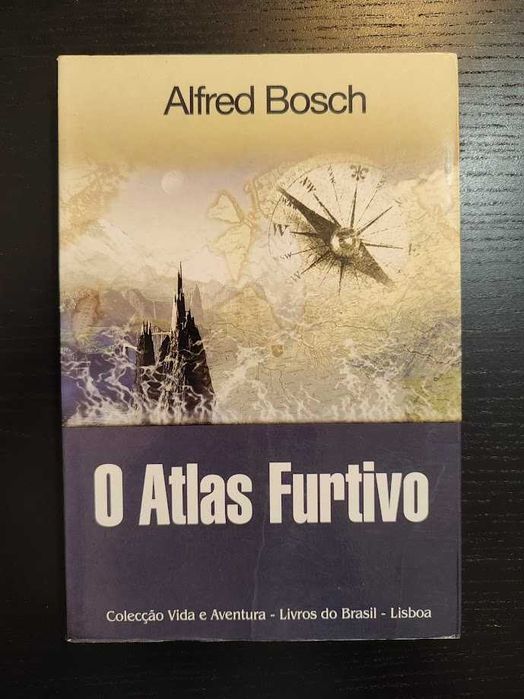 Alfred Bosch
N
W
W
O Atlas Furtivo
Colecção Vida e Aventura - Livros do Brasil - Lisboa